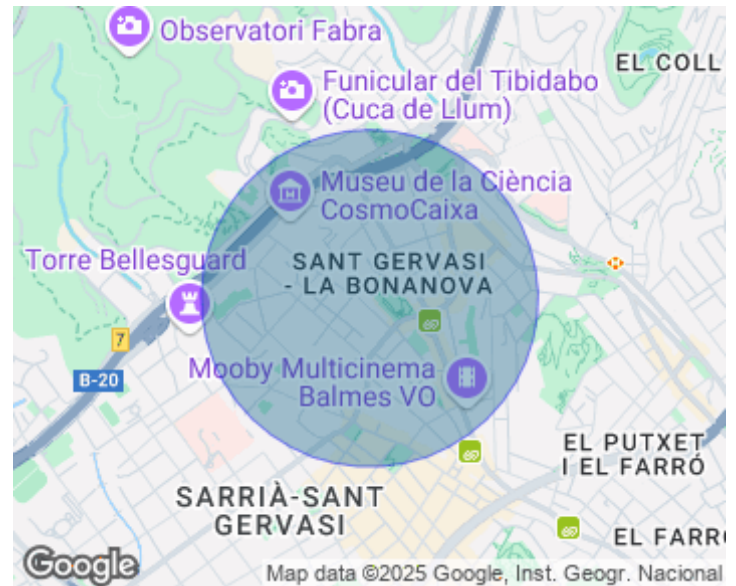 Observatori Fabra
EL COLL
Funicular del Tibidabo
(Cuca de Llum)
Museu de la Ciència
CosmoCaixa
Torre Bellesguard
SANT GERVASI
- LA BONANOVA
7
B-20
Mooby Multicinema
Balmes VO
EL PUTXET
I EL FARRÓ
SARRIÀ-SANT
GERVASI
EL FARR
Google
Map data ©2025 Google, Inst. Geogr. Nacional